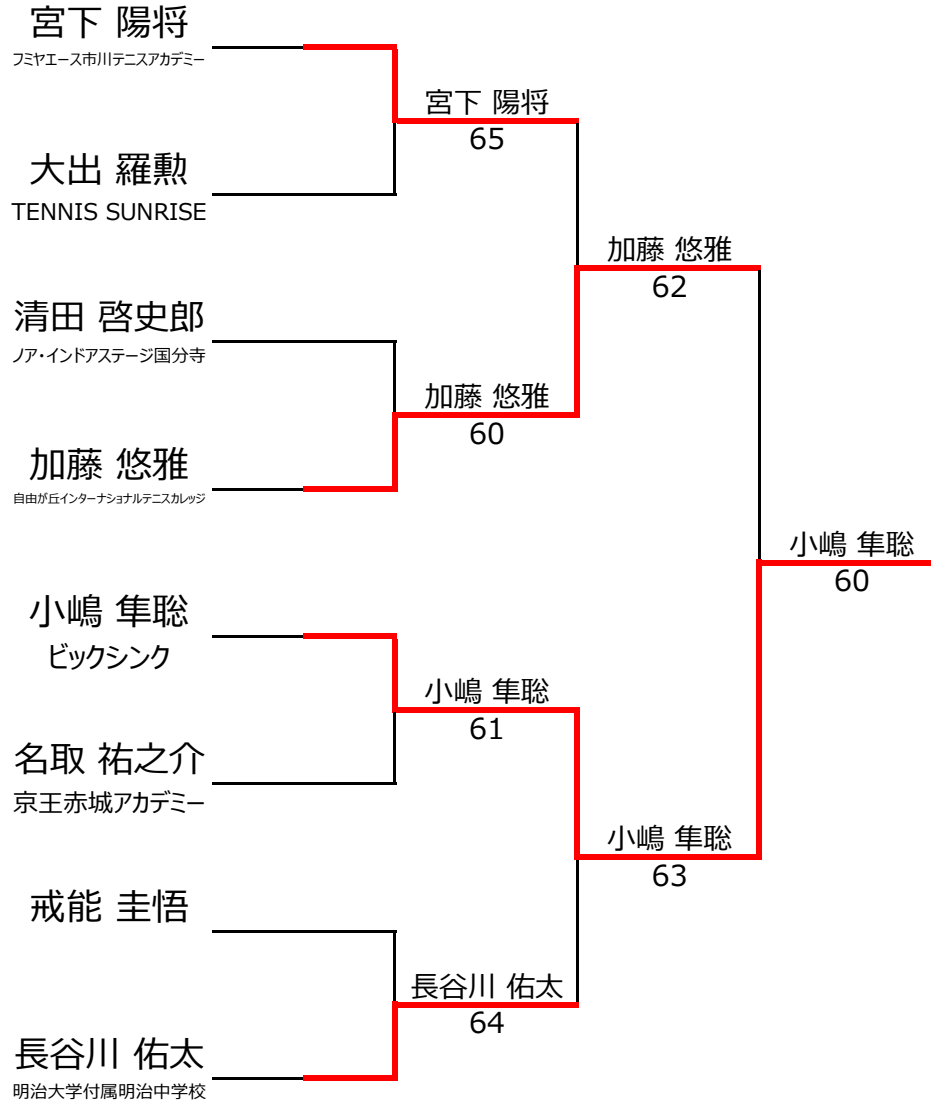 宮下 陽将
フミヤエース市川テニスアカデミー
宮下 陽将
65
大出 羅勲
TENNIS SUNRISE
加藤 悠雅
62
清田 啓史郎
ノア・インドアステージ国分寺
加藤 悠雅
60
加藤 悠雅
自由が丘インターナショナルテニスカレッジ
小嶋 隼聡
60
小嶋 隼聡
ビックシンク
小嶋 隼聡
61
名取 祐之介
京王赤城アカデミー
小嶋 隼聡
63
戒能 圭悟
長谷川 佑太
64
長谷川 佑太
明治大学付属明治中学校